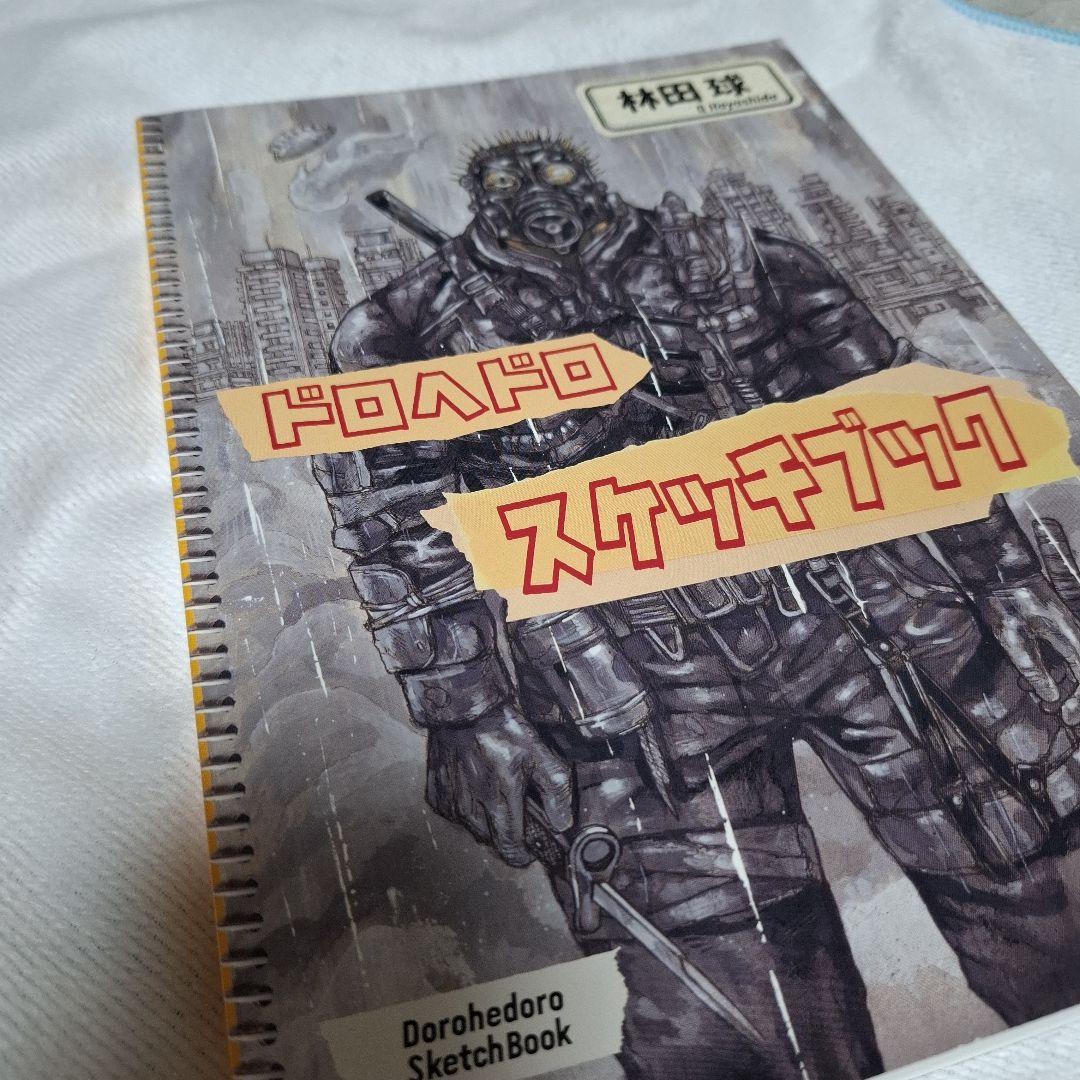 林田 球
Q Hayashida
ドロヘドロ
スケッチブック
Dorohedoro
SketchBook